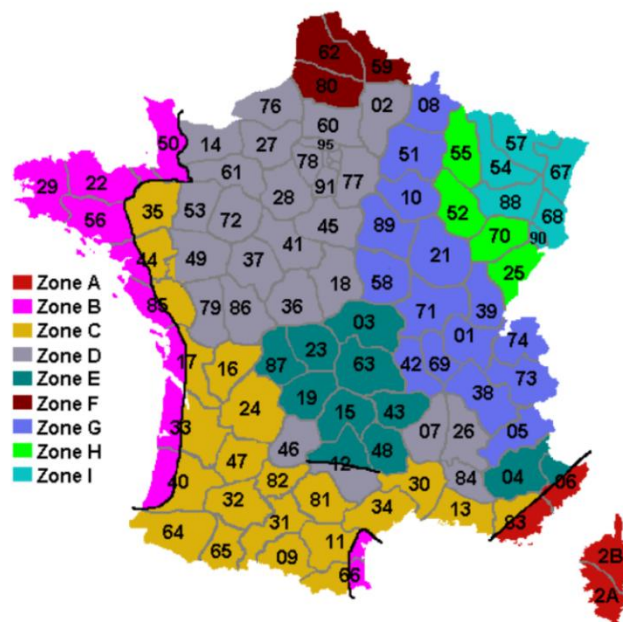 62 59
80
76 02 08
50 14 27 60 95 51 55 57
29 22 61 78 77 54 67
56 35 53 72 28 91 10 52 88 68
44 49 37 41 45 89 21 70 90
85 79 86 36 18 58 71 39 25
17 16 87 23 03 63 42 69 01 74
24 19 15 43 38 73
33 46 12 48 07 26 05
40 47 82 30 84 04 06
64 32 31 81 34 13 83
65 09 11
66
2B
2A
Zone A
Zone B
Zone C
Zone D
Zone E
Zone F
Zone G
Zone H
Zone I